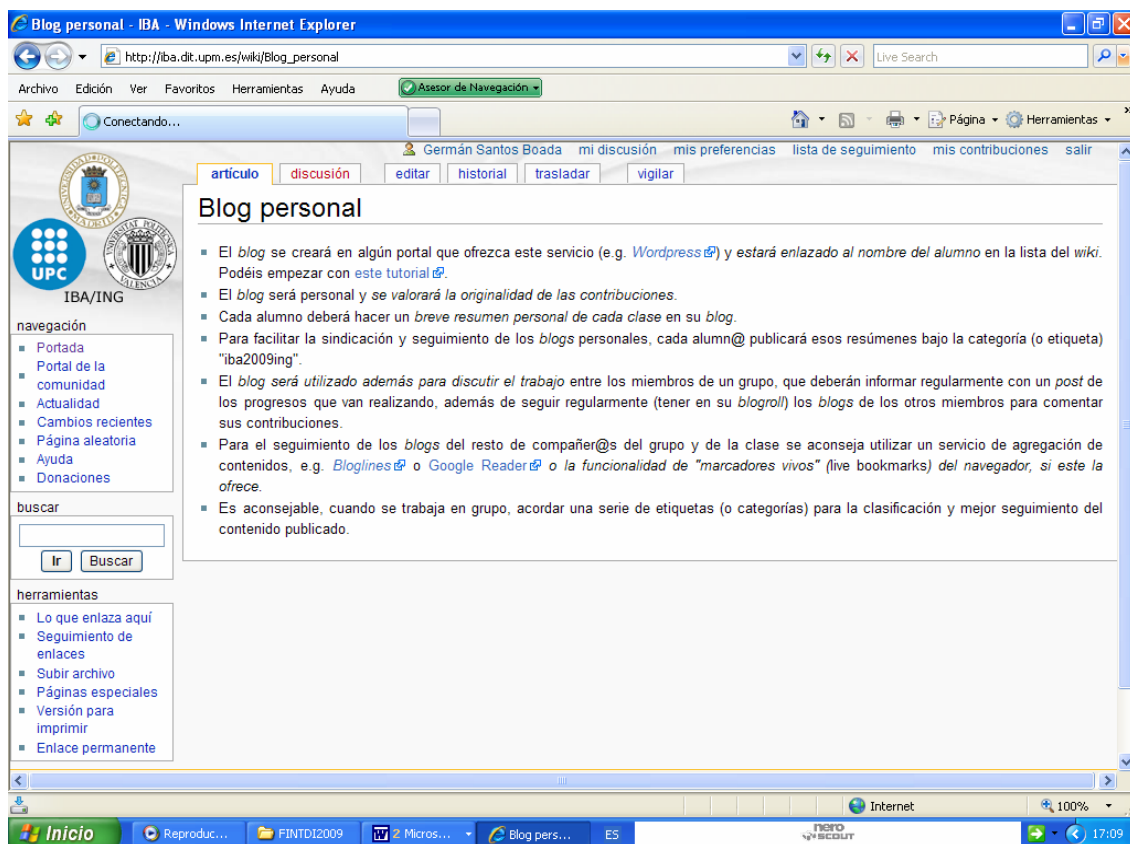 Blog personal - IBA - Windows Internet Explorer
http://iba.dit.upm.es/wiki/Blog_personal
Live Search
Archivo Edición Ver Favoritos Herramientas Ayuda
Asesor de Navegación
Conectando...
Página
Herramientas
Germán Santos Boada mi discusión mis preferencias lista de seguimiento mis contribuciones salir
artículo discusión editar historial trasladar vigilar
Blog personal
El blog se creará en algún portal que ofrezca este servicio (e.g. Wordpress) y estará enlazado al nombre del alumno en la lista del wiki.
Podéis empezar con este tutorial.
El blog será personal y se valorará la originalidad de las contribuciones.
Cada alumno deberá hacer un breve resumen personal de cada clase en su blog.
Para facilitar la sindicación y seguimiento de los blogs personales, cada alumn@ publicará esos resúmenes bajo la categoría (o etiqueta)
"iba2009ing".
El blog será utilizado además para discutir el trabajo entre los miembros de un grupo, que deberán informar regularmente con un post de
los progresos que van realizando, además de seguir regularmente (tener en su blogroll) los blogs de los otros miembros para comentar
sus contribuciones.
Para el seguimiento de los blogs del resto de compañer@s del grupo y de la clase se aconseja utilizar un servicio de agregación de
contenidos, e.g. Bloglines o Google Reader o la funcionalidad de "marcadores vivos" (live bookmarks) del navegador, si este la
ofrece.
Es aconsejable, cuando se trabaja en grupo, acordar una serie de etiquetas (o categorías) para la clasificación y mejor seguimiento del
contenido publicado.
UPC
IBA/ING
navegación
Portada
Portal de la
comunidad
Actualidad
Cambios recientes
Página aleatoria
Ayuda
Donaciones
buscar
Ir Buscar
herramientas
Lo que enlaza aquí
Seguimiento de
enlaces
Subir archivo
Páginas especiales
Versión para
imprimir
Enlace permanente
Internet
100%
Inicio
Reproduc...
FINTDI2009
2 Micros...
Blog pers...
ES
nero
SCOUT
17:09